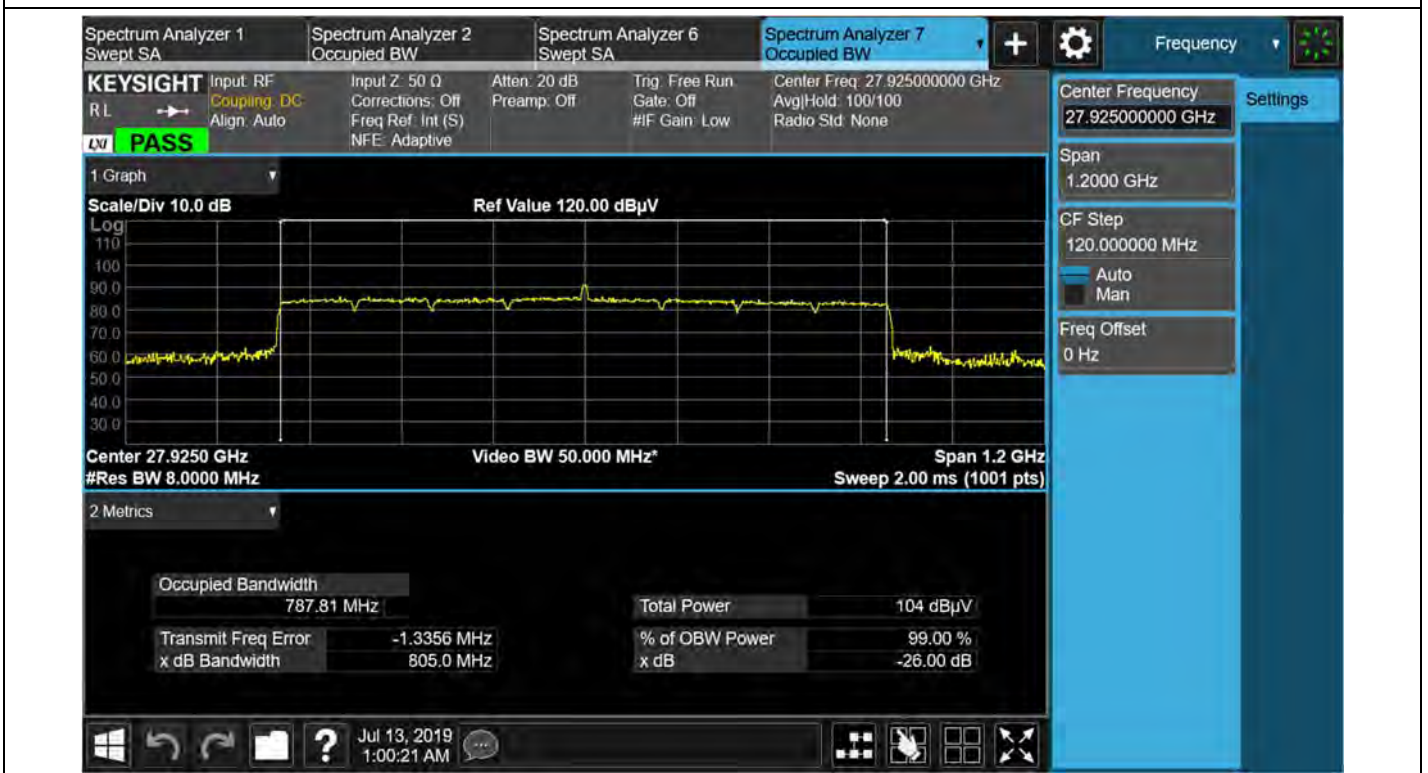 Spectrum Analyzer 1
Swept SA
Spectrum Analyzer 2
Occupied BW
Spectrum Analyzer 6
Swept SA
Spectrum Analyzer 7
Occupied BW
+
Frequency
KEYSIGHT
RL
LXI
PASS
Input: RF
Coupling: DC
Align: Auto
Input Z: 50 Ω
Corrections: Off
Freq Ref: Int (S)
NFE: Adaptive
Atten: 20 dB
Preamp: Off
Trig: Free Run
Gate: Off
#IF Gain: Low
Center Freq: 27.925000000 GHz
Avg|Hold: 100/100
Radio Std: None
1 Graph
Scale/Div 10.0 dB
Ref Value 120.00 dBµV
Log
110
100
90.0
80.0
70.0
60.0
50.0
40.0
30.0
Center 27.9250 GHz
#Res BW 8.0000 MHz
Video BW 50.000 MHz*
Span 1.2 GHz
Sweep 2.00 ms (1001 pts)
2 Metrics
Occupied Bandwidth
787.81 MHz
Transmit Freq Error -1.3356 MHz
x dB Bandwidth 805.0 MHz
Total Power 104 dBµV
% of OBW Power 99.00 %
x dB -26.00 dB
?
Jul 13, 2019
1:00:21 AM
Center Frequency
27.925000000 GHz
Settings
Span
1.2000 GHz
CF Step
120.000000 MHz
Auto
Man
Freq Offset
0 Hz